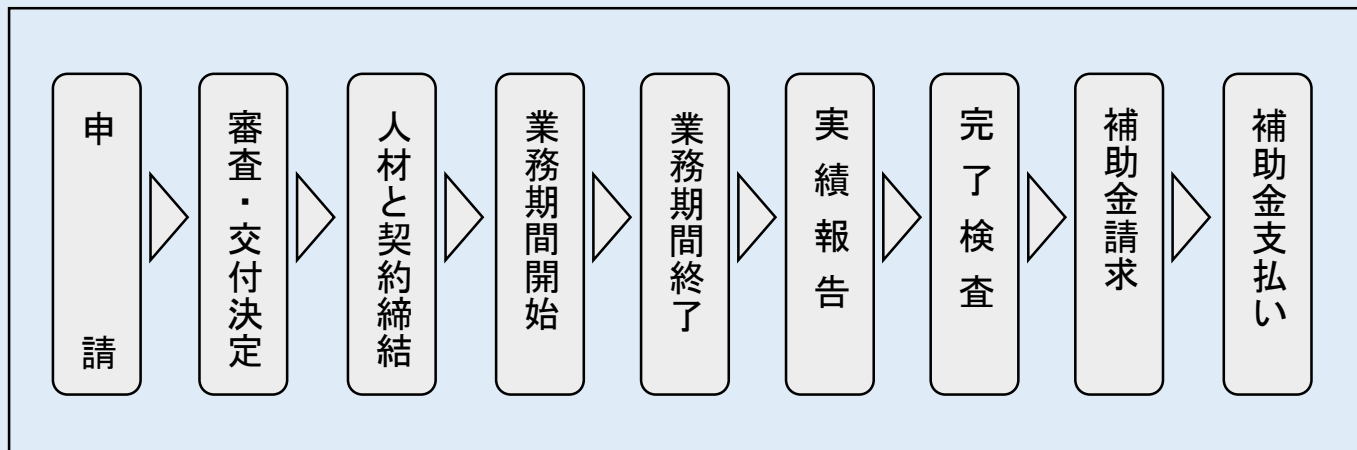 申請
審査・交付決定
人材と契約締結
業務期間開始
業務期間終了
実績報告
完了検査
補助金請求
補助金支払い